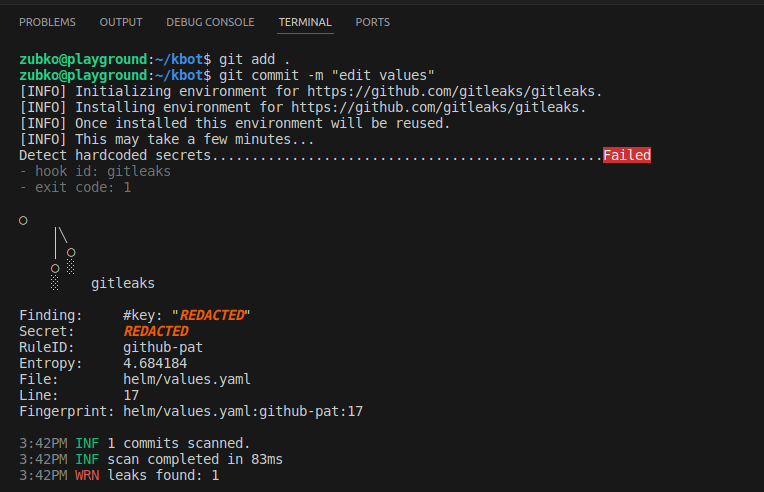 PROBLEMS OUTPUT DEBUG CONSOLE TERMINAL PORTS
zubko@playground:~/kbot$ git add .
zubko@playground:~/kbot$ git commit -m "edit values"
[INFO] Initializing environment for https://github.com/gitleaks/gitleaks.
[INFO] Installing environment for https://github.com/gitleaks/gitleaks.
[INFO] Once installed this environment will be reused.
[INFO] This may take a few minutes...
Detect hardcoded secrets.................................................Failed
- hook id: gitleaks
- exit code: 1
gitleaks
Finding: #key: "REDACTED"
Secret: REDACTED
RuleID: github-pat
Entropy: 4.684184
File: helm/values.yaml
Line: 17
Fingerprint: helm/values.yaml:github-pat:17
3:42PM INF 1 commits scanned.
3:42PM INF scan completed in 83ms
3:42PM WRN leaks found: 1